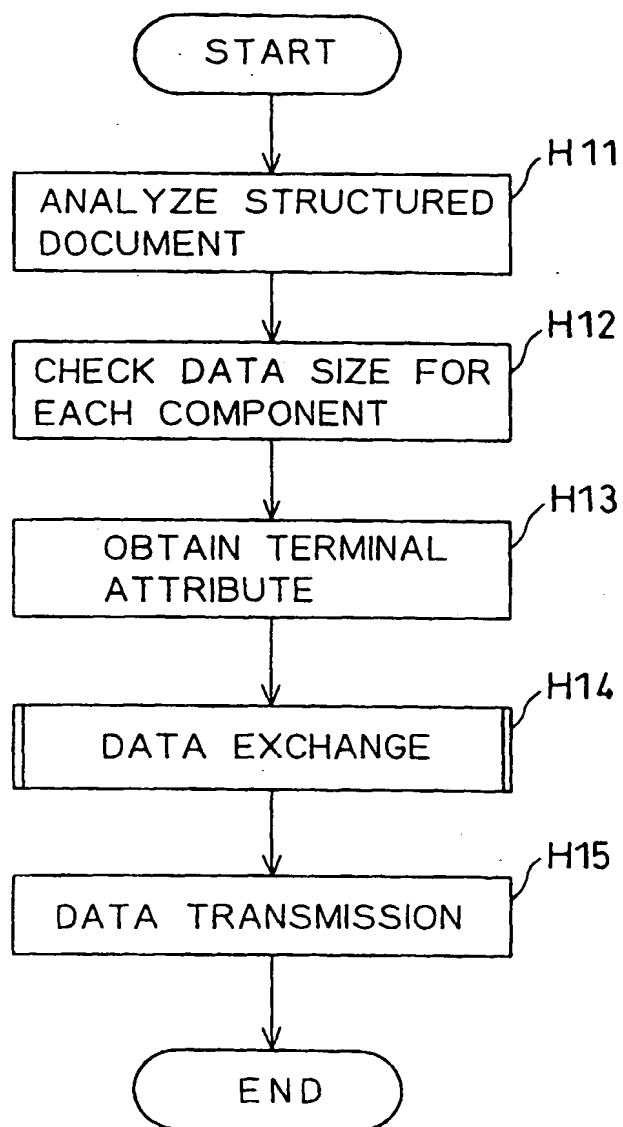 START
H11
ANALYZE STRUCTURED
DOCUMENT
H12
CHECK DATA SIZE FOR
EACH COMPONENT
H13
OBTAIN TERMINAL
ATTRIBUTE
H14
DATA EXCHANGE
H15
DATA TRANSMISSION
END